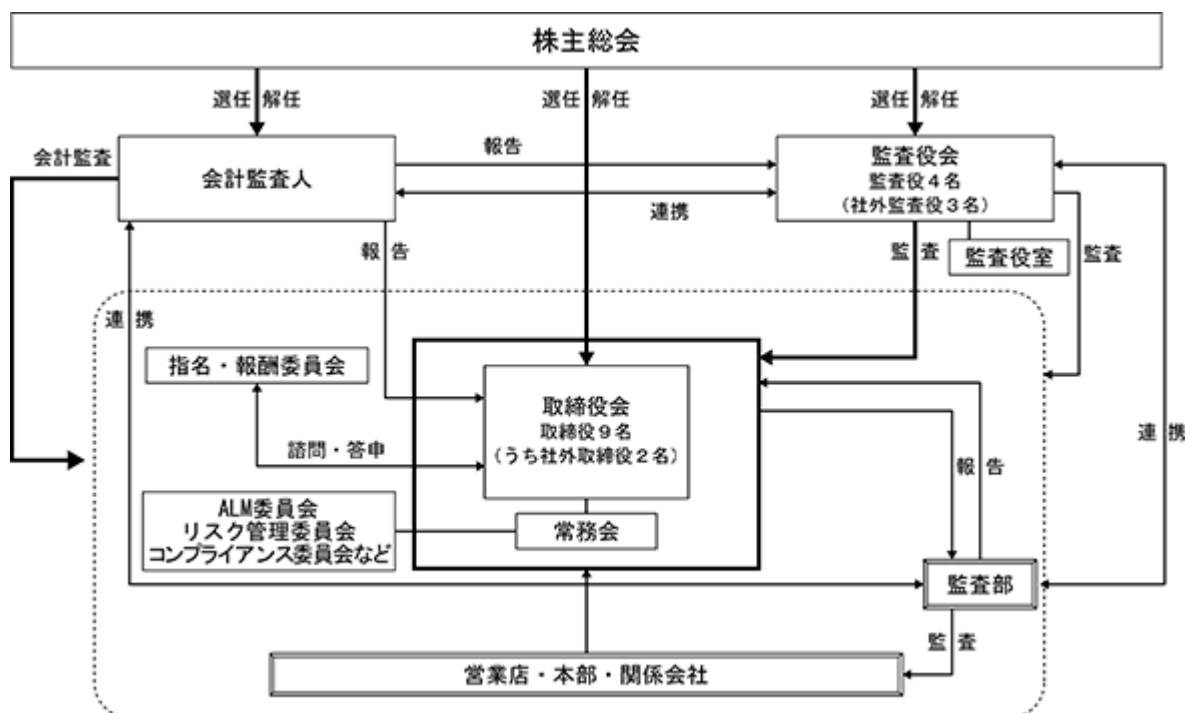 株主総会
選任 解任
選任 解任
選任 解任
会計監査
会計監査人
報告
連携
監査役会
監査役4名
(社外監査役3名)
報告
監査
監査役室
監査
連携
指名・報酬委員会
取締役会
取締役9名
(うち社外取締役2名)
諮問・答申
連携
報告
ALM委員会
リスク管理委員会
コンプライアンス委員会など
常務会
監査部
監査
営業店・本部・関係会社